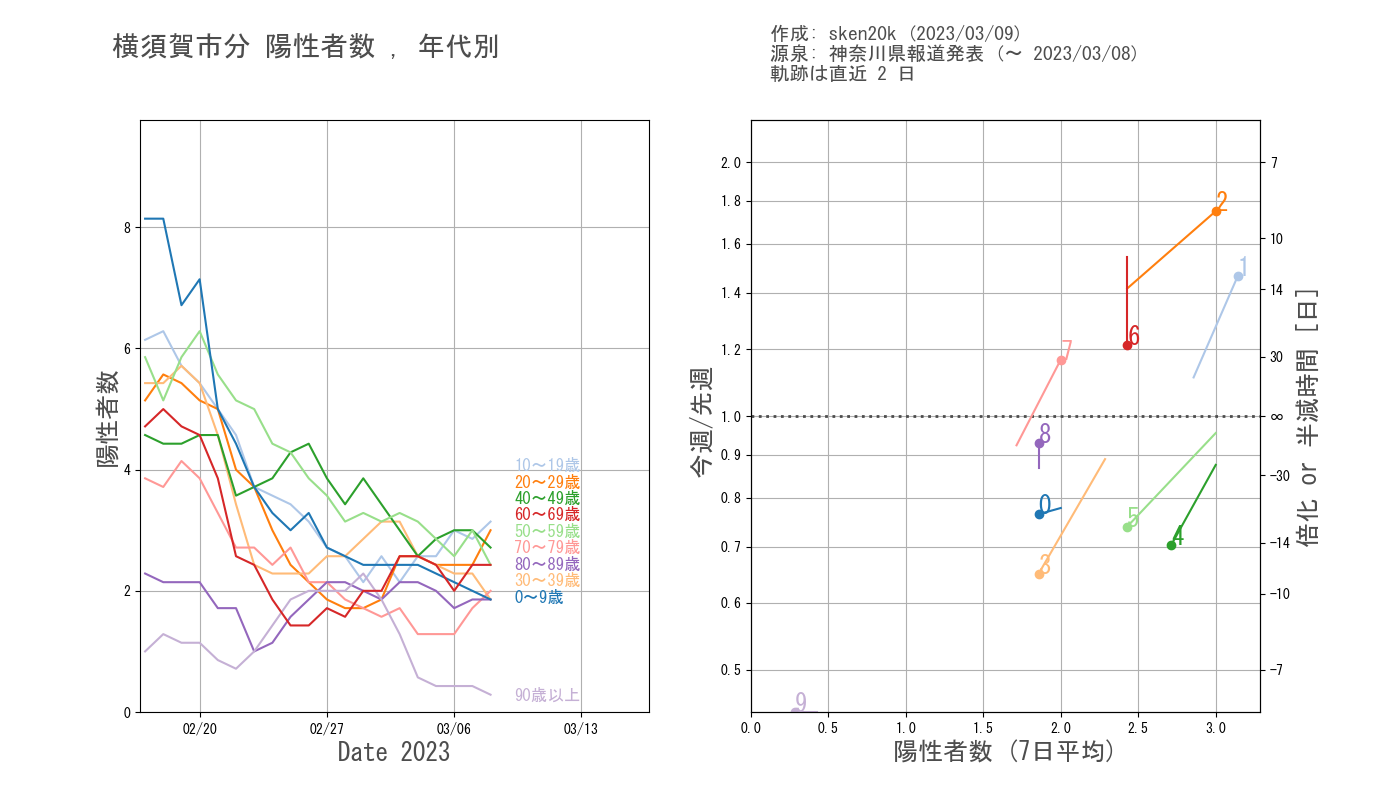 横須賀市分 陽性者数 , 年代別
作成: sken20k (2023/03/09)
源泉: 神奈川県報道発表 (〜 2023/03/08)
軌跡は直近 2 日
陽性者数
8
6
4
2
0
02/20
02/27
03/06
03/13
Date 2023
10〜19歳
20〜29歳
40〜49歳
60〜69歳
50〜59歳
70〜79歳
80〜89歳
30〜39歳
0〜9歳
90歳以上
今週/先週
2.0
1.8
1.6
1.4
1.2
1.0
0.9
0.8
0.7
0.6
0.5
0.0
0.5
1.0
1.5
2.0
2.5
3.0
陽性者数 (7日平均)
2
1
6
7
8
0
5
4
3
9
7
10
14
30
∞
-30
-14
-10
-7
倍化 or 半減時間 [日]